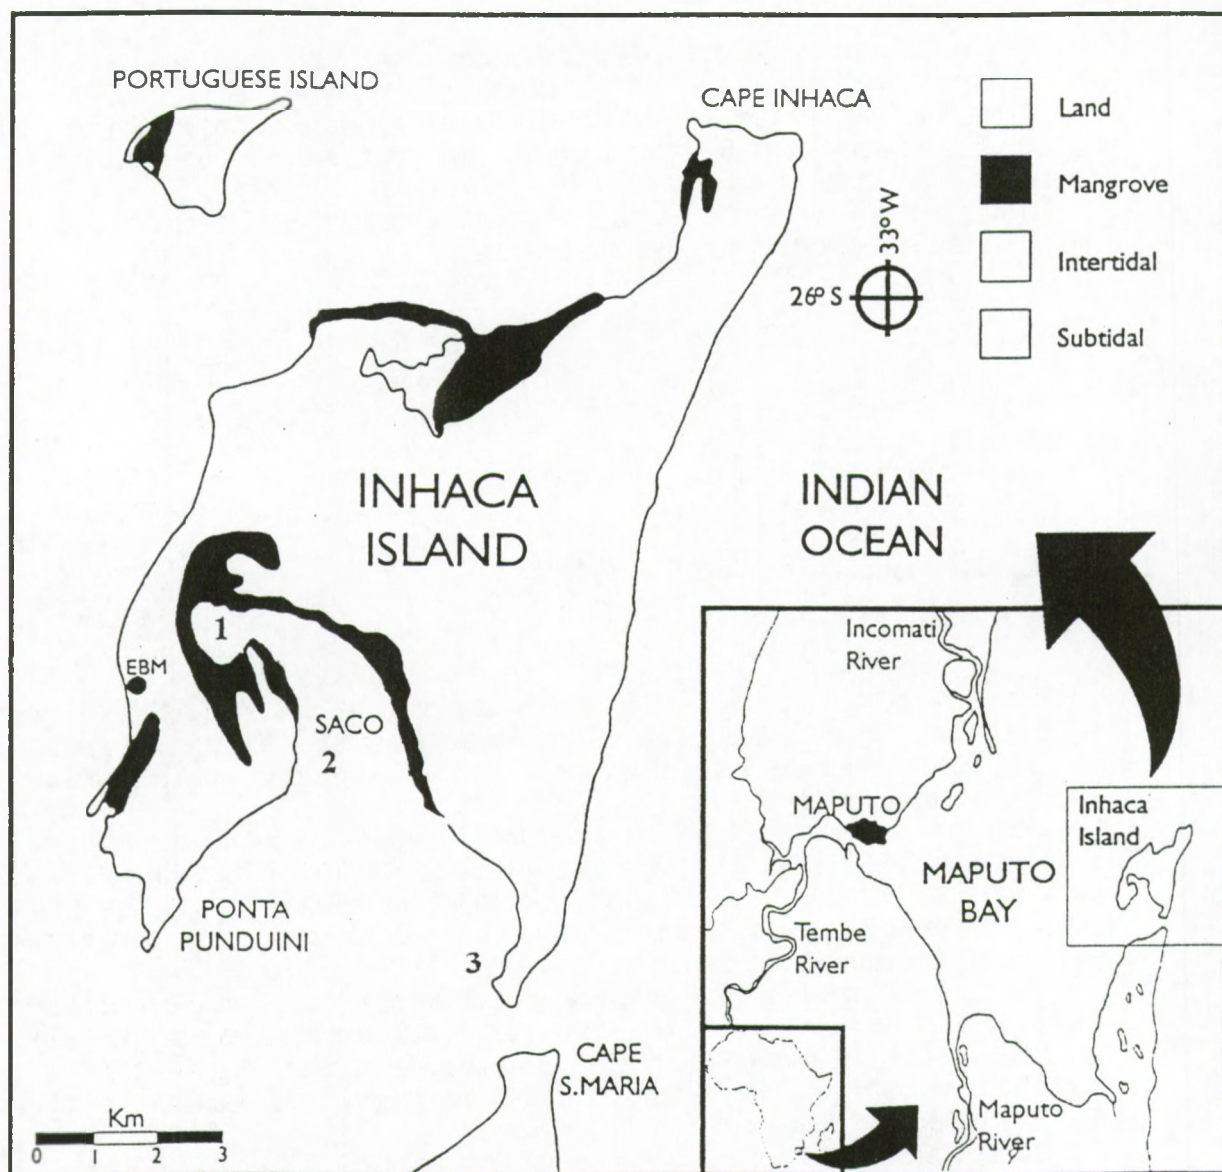 PORTUGUESE ISLAND
CAPE INHACA
Land
Mangrove
Intertidal
Subtidal
33° W
26° S
INHACA
ISLAND
INDIAN
OCEAN
1
EBM
SACO
2
PONTA
PUNDUINI
3
CAPE
S.MARIA
Km
0 1 2 3
Incomati
River
MAPUTO
Inhaca
Island
MAPUTO
BAY
Tembe
River
Maputo
River